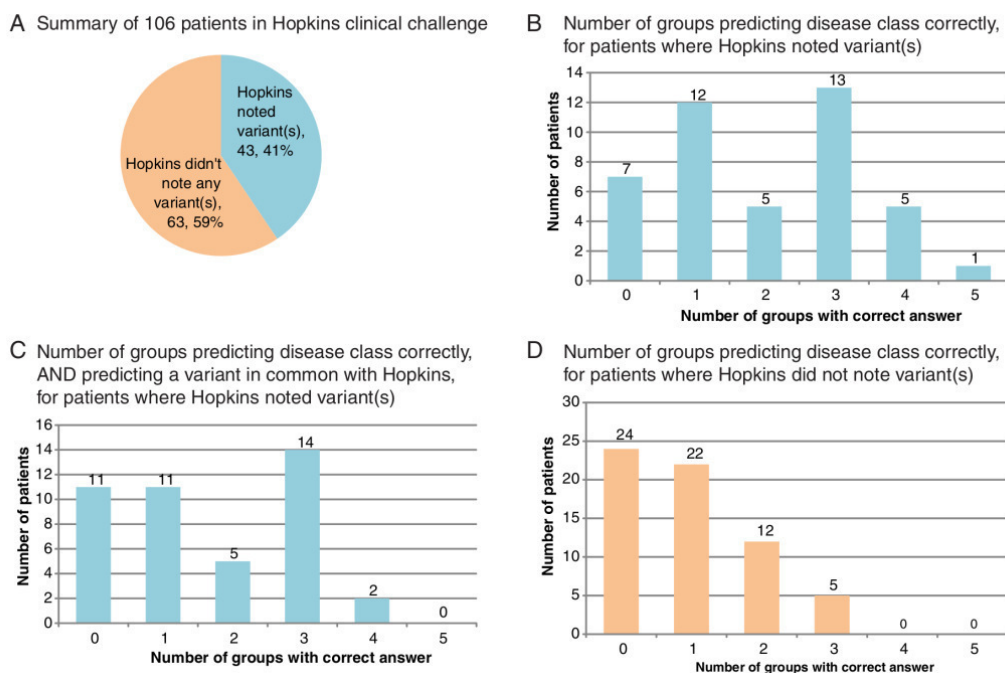 A Summary of 106 patients in Hopkins clinical challenge
Hopkins
noted
variant(s),
43, 41%
Hopkins didn't
note any
variant(s),
63, 59%
B Number of groups predicting disease class correctly,
for patients where Hopkins noted variant(s)
Number of patients
14
12
10
8
6
4
2
0
7
12
5
13
5
1
0 1 2 3 4 5
Number of groups with correct answer
C Number of groups predicting disease class correctly,
AND predicting a variant in common with Hopkins,
for patients where Hopkins noted variant(s)
Number of patients
16
14
12
10
8
6
4
2
0
11
11
5
14
2
0
0 1 2 3 4 5
Number of groups with correct answer
D Number of groups predicting disease class correctly,
for patients where Hopkins did not note variant(s)
Number of patients
30
25
20
15
10
5
0
24
22
12
5
0
0
0 1 2 3 4 5
Number of groups with correct answer